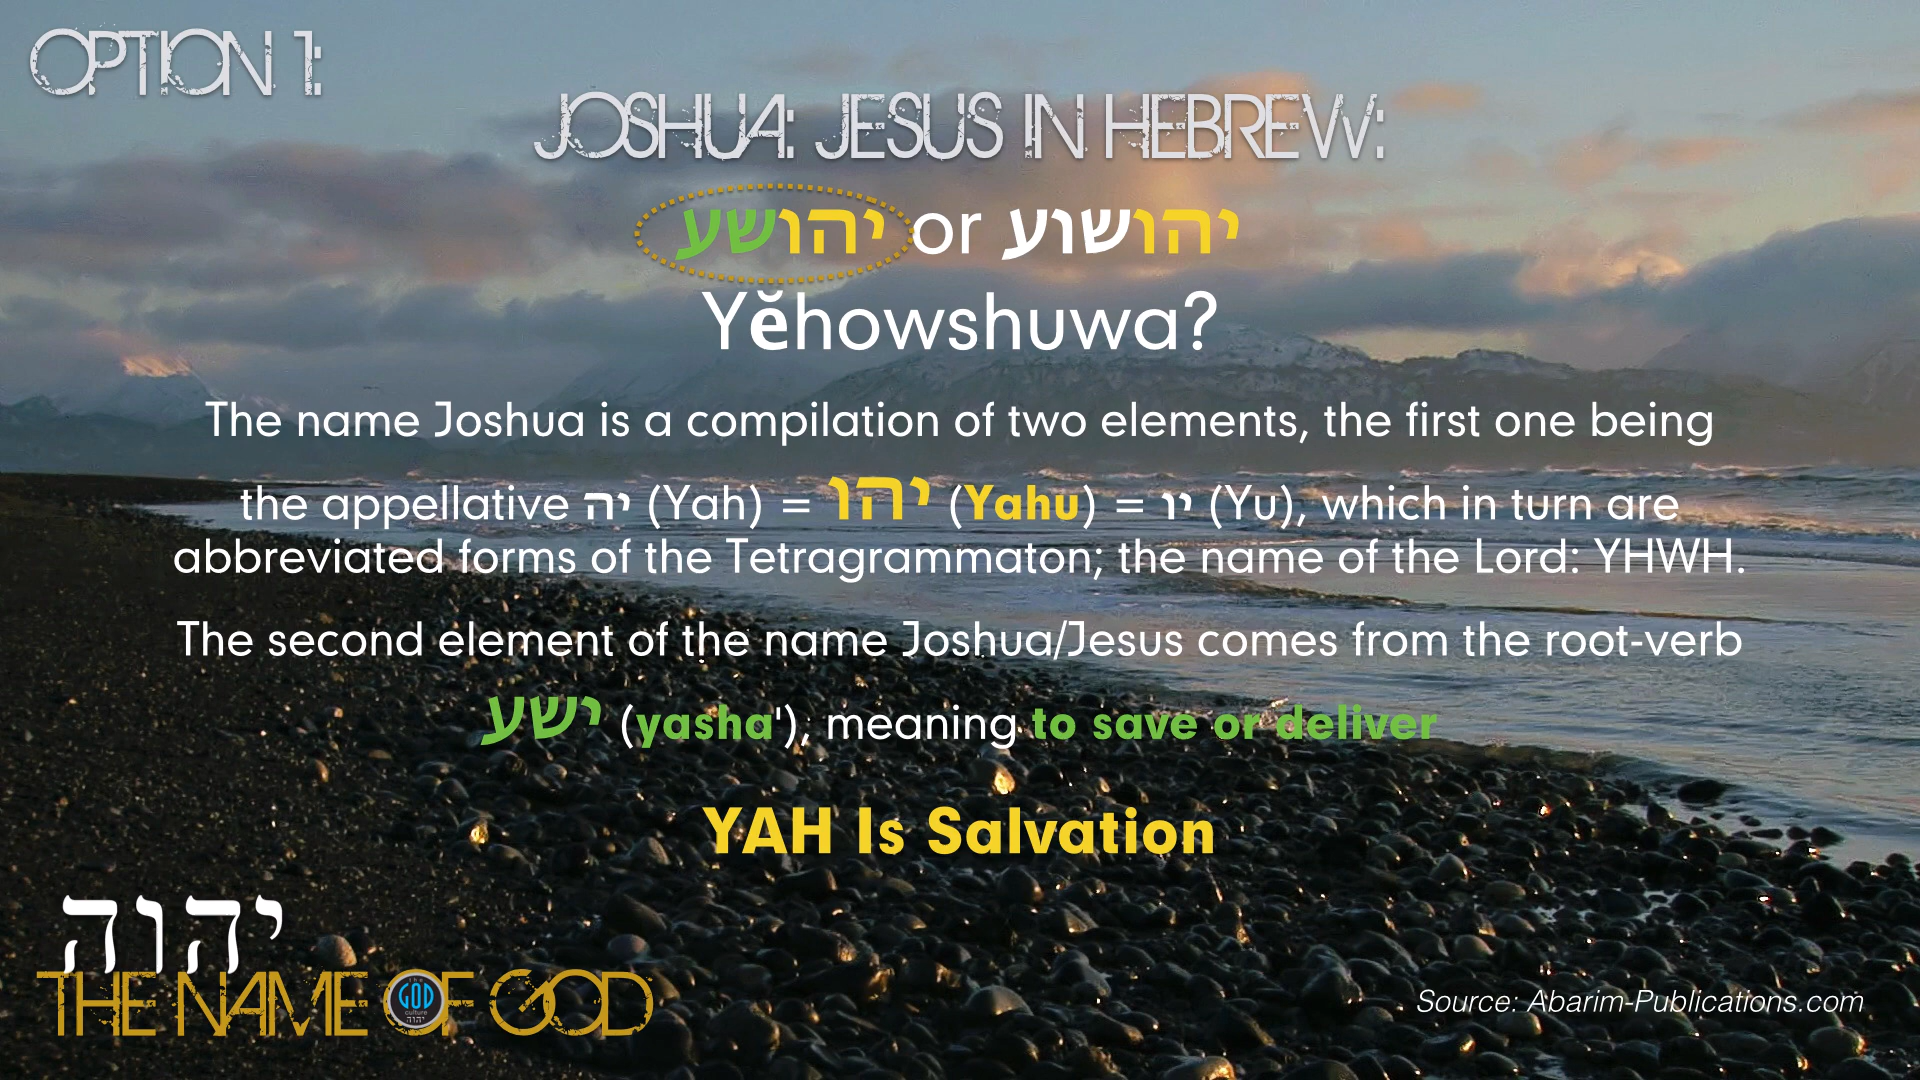 OPTION 1:
JOSHUA: JESUS IN HEBREW:
יהושע or יהושוע
Yĕhowshuwa?
The name Joshua is a compilation of two elements, the first one being
the appellative יה (Yah) = יהו (Yahu) = יו (Yu), which in turn are
abbreviated forms of the Tetragrammaton; the name of the Lord: YHWH.
The second element of the name Joshua/Jesus comes from the root-verb
ישע (yasha'), meaning to save or deliver
YAH Is Salvation
יהוה
THE NAME OF GOD
THE GOD culture יהוה
Source: Abarim-Publications.com